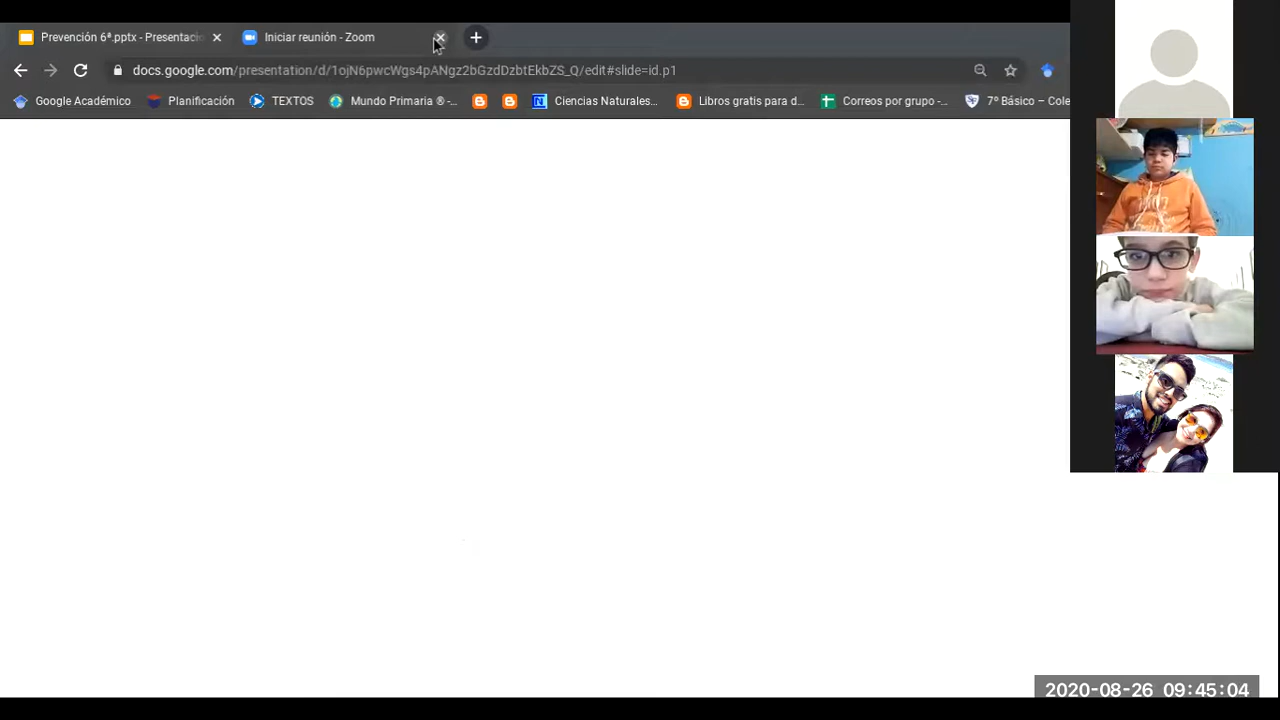 Prevención 6ª.pptx - Presentaci
Iniciar reunión - Zoom
docs.google.com/presentation/d/1ojN6pwcWgs4pANgz2bGzdDzbtEkbZS_Q/edit#slide=id.p1
Google Académico Planificación TEXTOS Mundo Primaria ® -... Ciencias Naturales... Libros gratis para d... Correos por grupo -... 7º Básico – Cole
2020-08-26 09:45:04